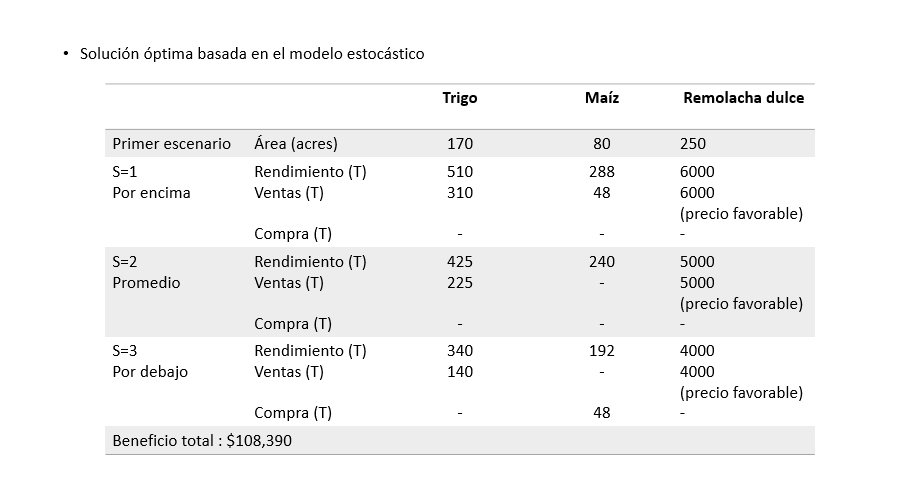 • Solución óptima basada en el modelo estocástico
Trigo Maíz Remolacha dulce
Primer escenario Área (acres) 170 80 250
S=1 Rendimiento (T) 510 288 6000
Por encima Ventas (T) 310 48 6000
(precio favorable)
Compra (T) - - -
S=2 Rendimiento (T) 425 240 5000
Promedio Ventas (T) 225 - 5000
(precio favorable)
Compra (T) - - -
S=3 Rendimiento (T) 340 192 4000
Por debajo Ventas (T) 140 - 4000
(precio favorable)
Compra (T) - 48 -
Beneficio total : $108,390